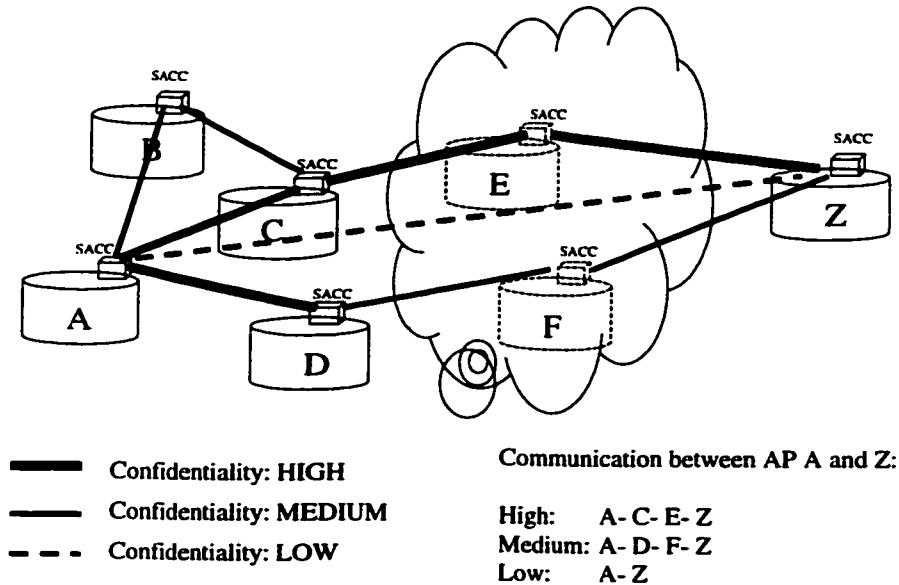 SACC
B
SACC
E
SACC
Z
SACC
C
SACC
A
SACC
D
SACC
F
Confidentiality: HIGH
Confidentiality: MEDIUM
Confidentiality: LOW
Communication between AP A and Z:
High: A- C- E- Z
Medium: A- D- F- Z
Low: A- Z